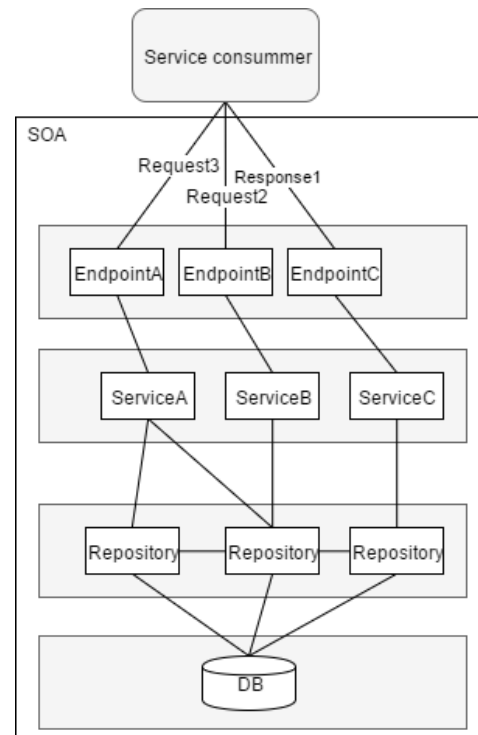 Service consummer
SOA
Request3
Response1
Request2
EndpointA
EndpointB
EndpointC
ServiceA
ServiceB
ServiceC
Repository
Repository
Repository
DB